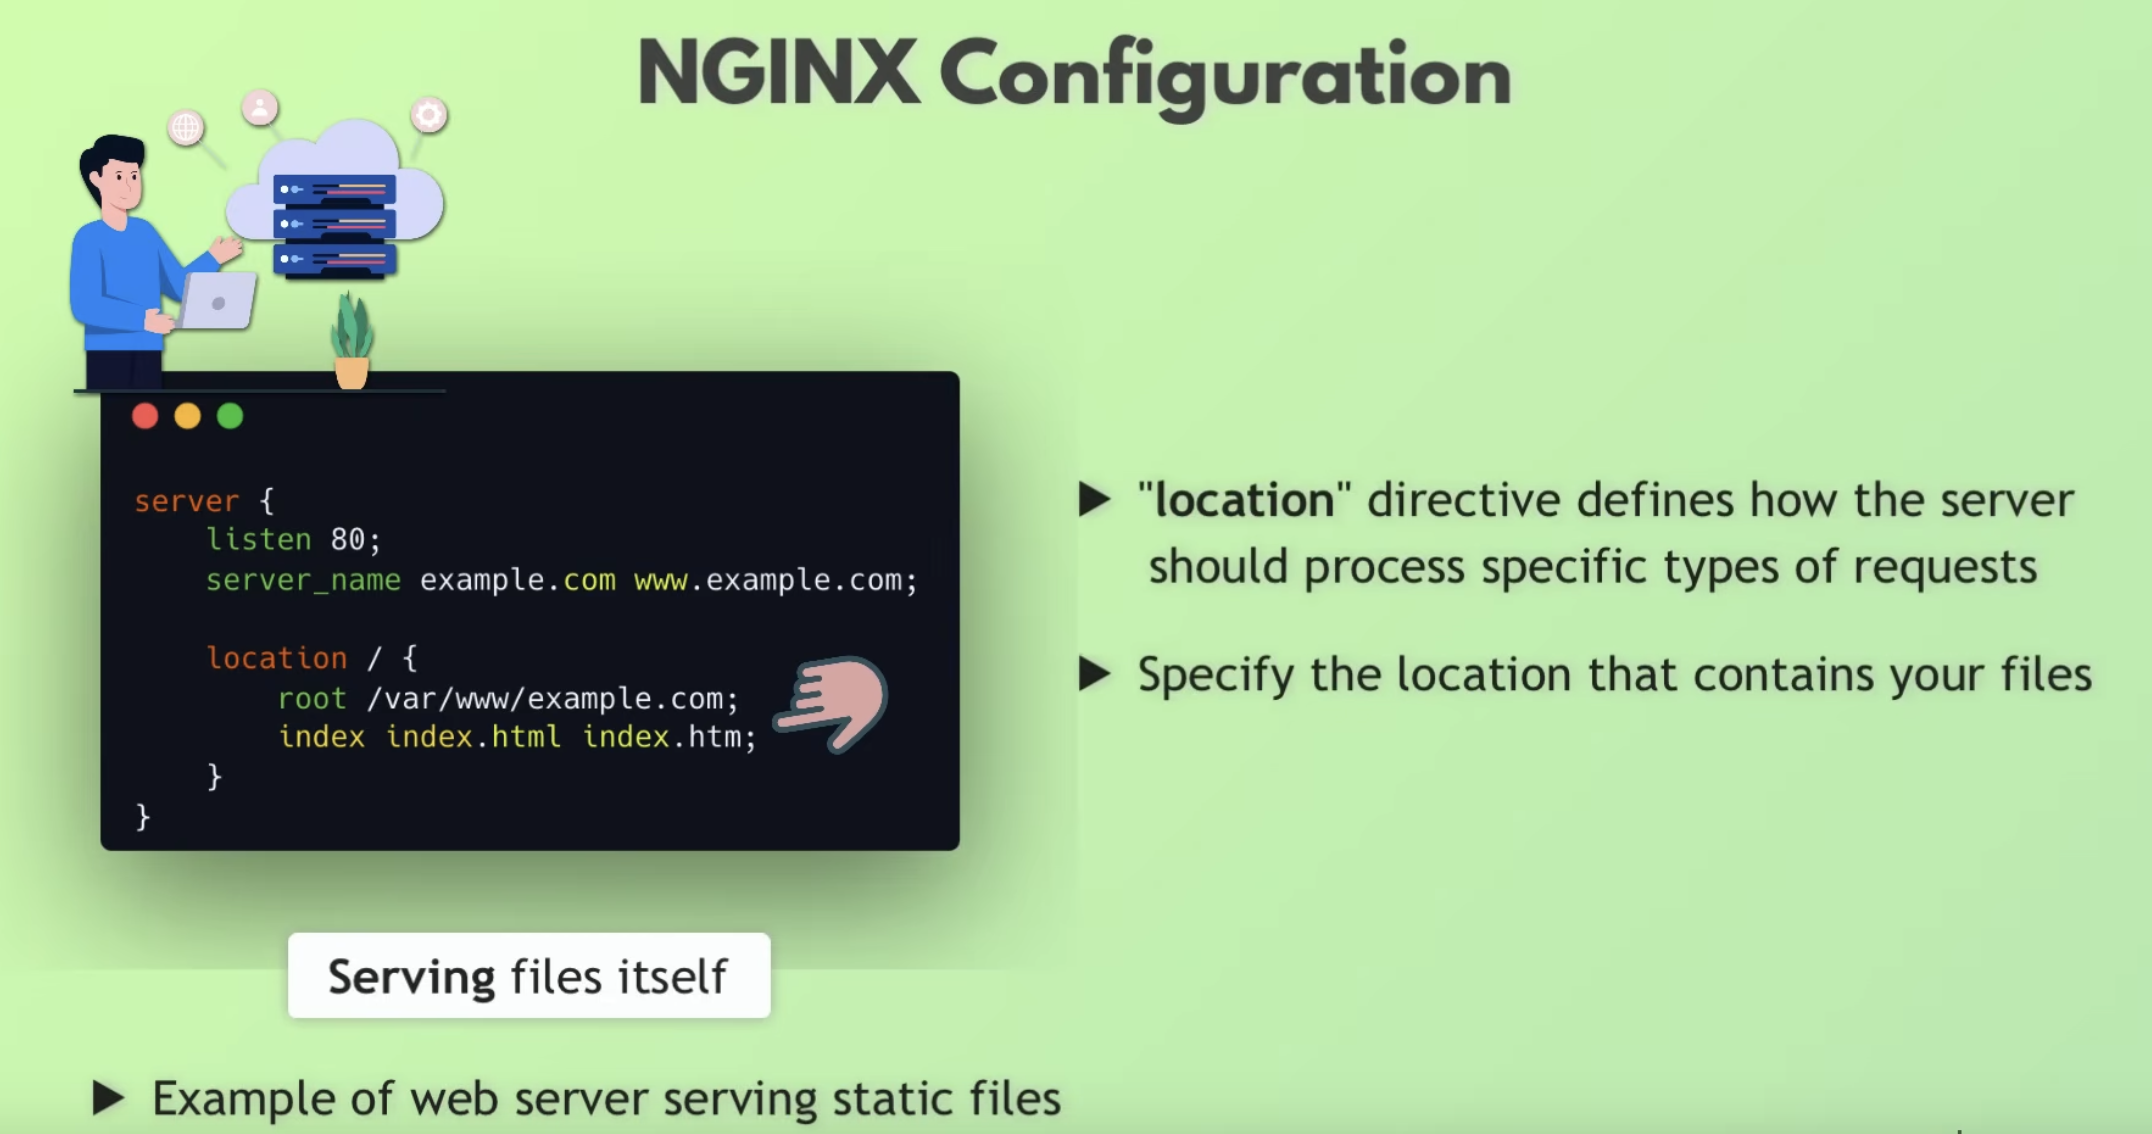 NGINX Configuration
server {
listen 80;
server_name example.com www.example.com;
location / {
root /var/www/example.com;
index index.html index.htm;
}
}
"location" directive defines how the server
should process specific types of requests
Specify the location that contains your files
Serving files itself
Example of web server serving static files